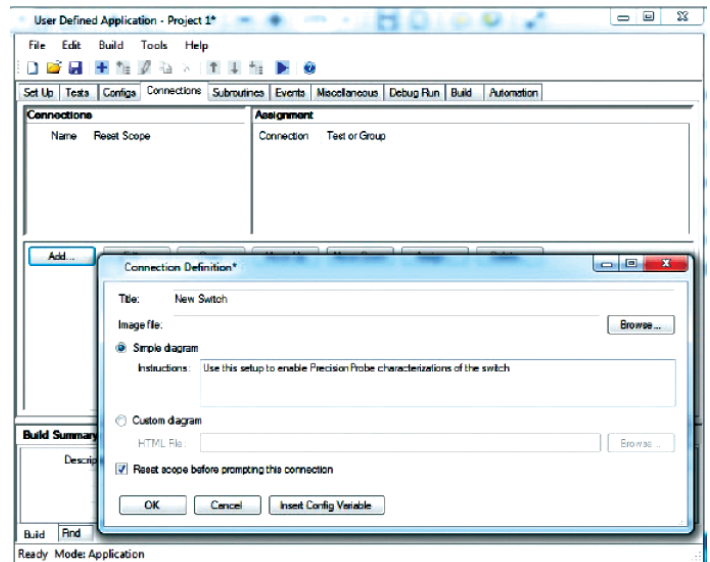 User Defined Application - Project 1*
File Edit Build Tools Help
Set Up Tests Configs Connections Subroutines Events Miscellaneous Debug Run Build Automation
Connections Assignment
Name Reset Scope Connection Test or Group
Add...
Connection Definition*
Title: New Switch
Image file: Browse...
Simple diagram
Instructions: Use this setup to enable PrecisionProbe characterizations of the switch
Custom diagram
HTML File: Browse...
Reset scope before prompting this connection
OK Cancel Insert Config Variable
Build Summary
Descrip
Build Find
Ready Mode: Application